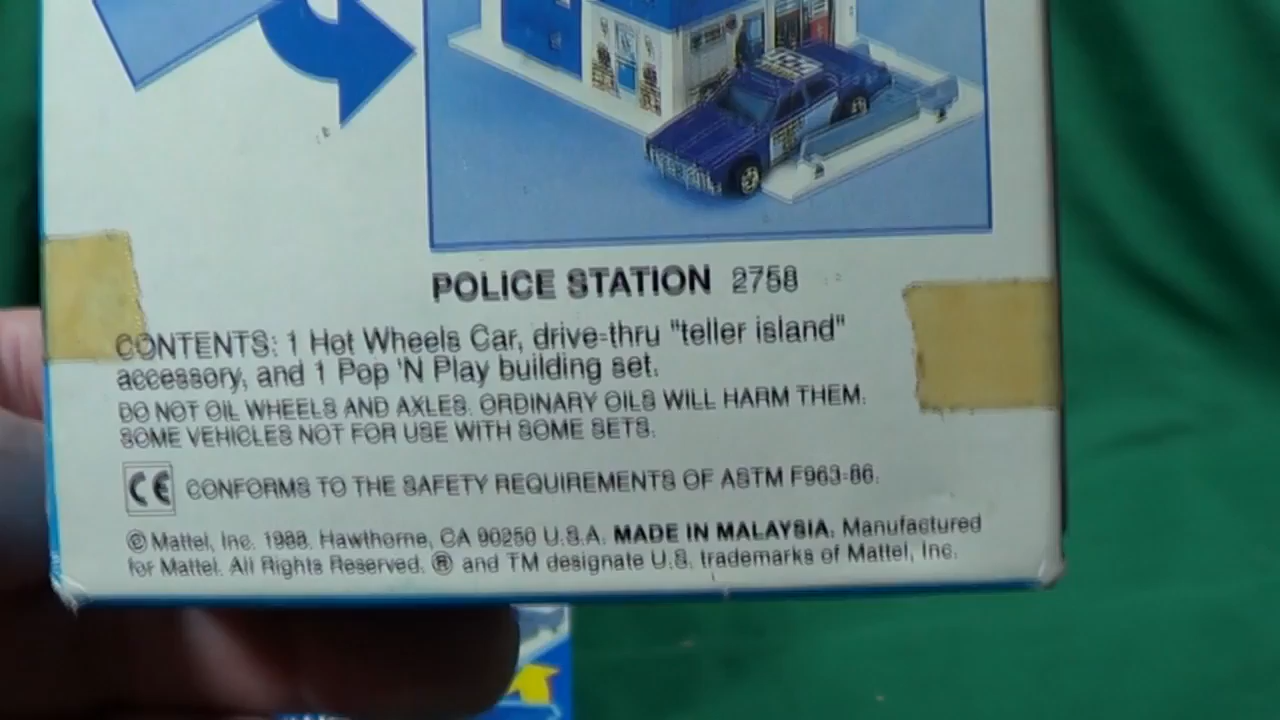 POLICE STATION 2758
CONTENTS: 1 Hot Wheels Car, drive-thru "teller island"
accessory, and 1 Pop 'N Play building set.
DO NOT OIL WHEELS AND AXLES. ORDINARY OILS WILL HARM THEM.
SOME VEHICLES NOT FOR USE WITH SOME SETS.
CE CONFORMS TO THE SAFETY REQUIREMENTS OF ASTM F963-86.
© Mattel, Inc. 1988. Hawthorne, CA 90250 U.S.A. MADE IN MALAYSIA. Manufactured
for Mattel. All Rights Reserved. ® and TM designate U.S. trademarks of Mattel, Inc.